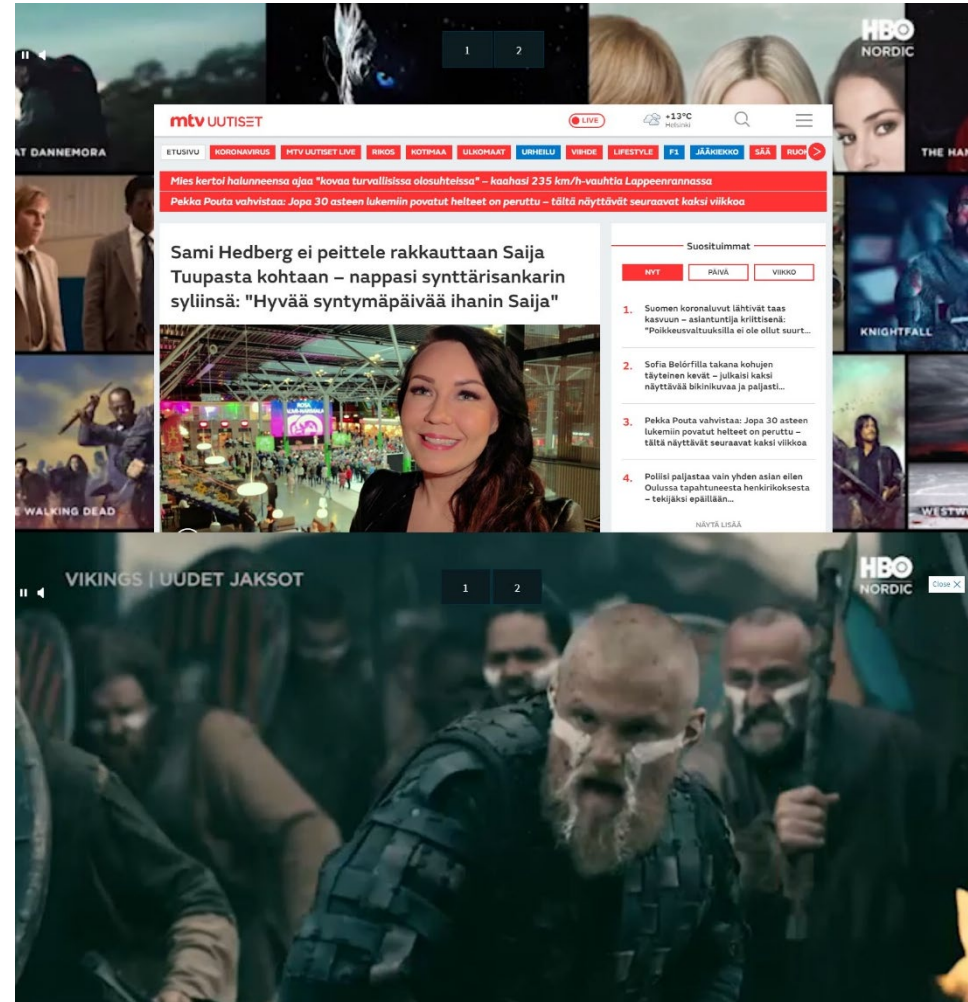 HBO
NORDIC
1 2
AT DANNEMORA
THE HAN
mtv UUTISET
LIVE
+13°C
Helsinki
ETUSIVU KORONAVIRUS MTV UUTISET LIVE RIKOS KOTIMAA ULKOMAAT URHEILU VIIHDE LIFESTYLE F1 JÄÄKIEKKO SÄÄ RUOK
Mies kertoi halunneensa ajaa "kovaa turvallisissa olosuhteissa" – kaahasi 235 km/h-vauhtia Lappeenrannassa
Pekka Pouta vahvistaa: Jopa 30 asteen lukemiin povatut helteet on peruttu – tältä näyttävät seuraavat kaksi viikkoa
Sami Hedberg ei peittele rakkauttaan Saija
Tuupasta kohtaan – nappasi synttärisankarin
syliinsä: "Hyvää syntymäpäivää ihanin Saija"
Suosituimmat
NYT PÄIVÄ VIIKKO
1. Suomen koronaluvut lähtivät taas
kasvuun – asiantuntija kriittisenä:
"Poikkeusvaltuuksilla ei ole ollut suurt...
2. Sofia Belórfilla takana kohujen
täyteinen kevät – julkaisi kaksi
näyttävää bikinikuvaa ja paljasti...
3. Pekka Pouta vahvistaa: Jopa 30 asteen
lukemiin povatut helteet on peruttu –
tältä näyttävät seuraavat kaksi viikkoa
4. Poliisi paljastaa vain yhden asian eilen
Oulussa tapahtuneesta henkirikoksesta
– tekijäksi epäillään...
NÄYTÄ LISÄÄ
KNIGHTFALL
E WALKING DEAD
WESTW
VIKINGS | UUDET JAKSOT
1 2
HBO
NORDIC
Close X